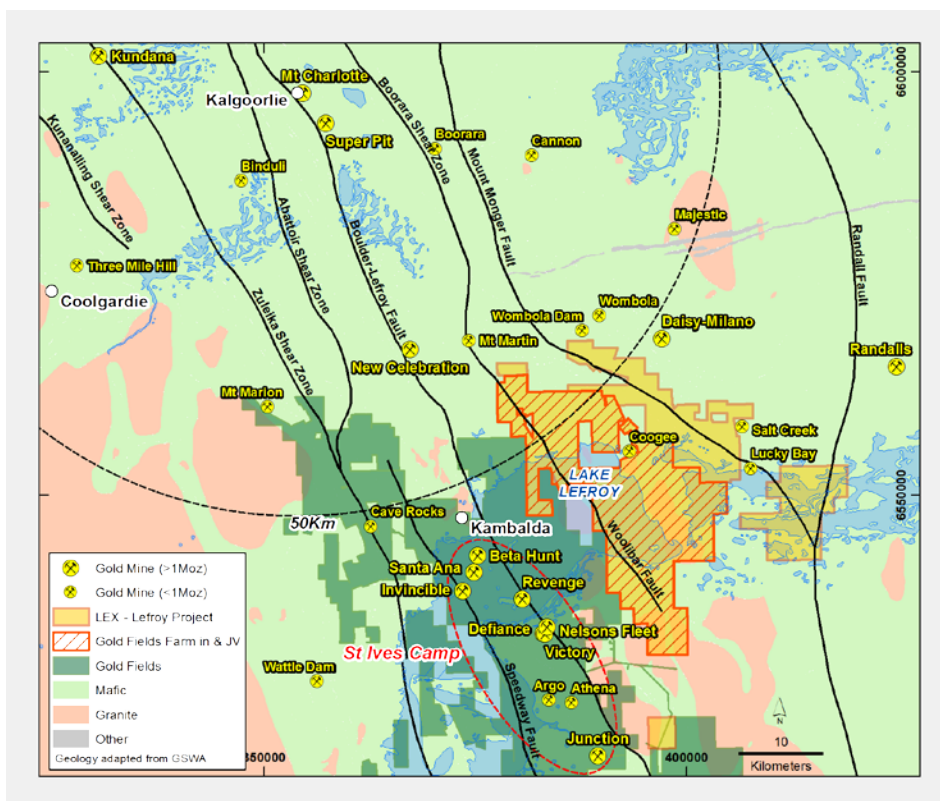 Kundana
Mt Charlotte
Kalgoorlie
Super Pit
Boorara Shear Zone
Boorara
Cannon
6600000
Kunanalling Shear Zone
Binduli
Abattoir Shear Zone
Mount Monger Fault
Majestic
Three Mile Hill
Coolgardie
Zuleika Shear Zone
Boulder-Lefroy Fault
Randall Fault
Wombola
Wombola Dam
Daisy-Milano
Mt Martin
New Celebration
Randalls
Mt Marion
Salt Creek
Coogee
Lucky Bay
LAKE
LEFROY
50Km
Cave Rocks
Kambalda
6550000
Woolibar Fault
Beta Hunt
Santa Ana
Invincible
Revenge
Defiance
Nelsons Fleet
Victory
St Ives Camp
Wattle Dam
Speedway Fault
Argo
Athena
Junction
350000
400000
N
10
Kilometers
Gold Mine (>1Moz)
Gold Mine (<1Moz)
LEX - Lefroy Project
Gold Fields Farm in & JV
Gold Fields
Mafic
Granite
Other
Geology adapted from GSWA